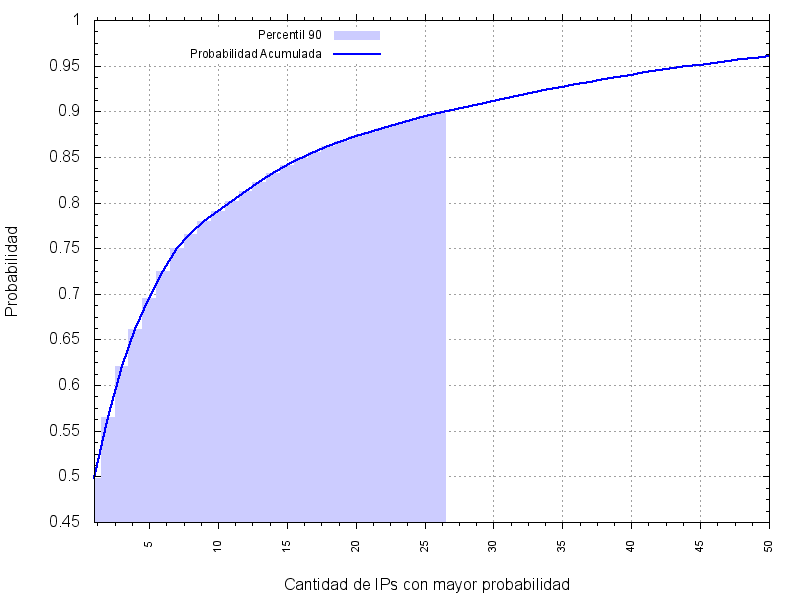 Percentil 90
Probabilidad Acumulada
1
0.95
0.9
0.85
0.8
0.75
0.7
0.65
0.6
0.55
0.5
0.45
Probabilidad
5 10 15 20 25 30 35 40 45 50
Cantidad de IPs con mayor probabilidad